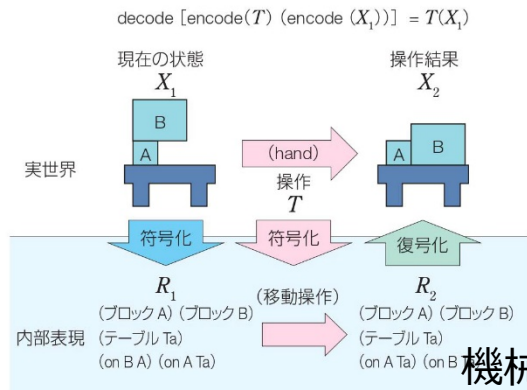 decode [encode(T) (encode (X₁))] = T(X₁)
現在の状態
X₁
操作結果
X₂
B
A
実世界
(hand)
操作
T
A
B
符号化
符号化
復号化
内部表現
R₁
(ブロック A) (ブロック B)
(テーブル Ta)
(on B A) (on A Ta)
(移動操作)
R₂
(ブロック A) (ブロック B)
(テーブル Ta)
(on A Ta) (on B
機械